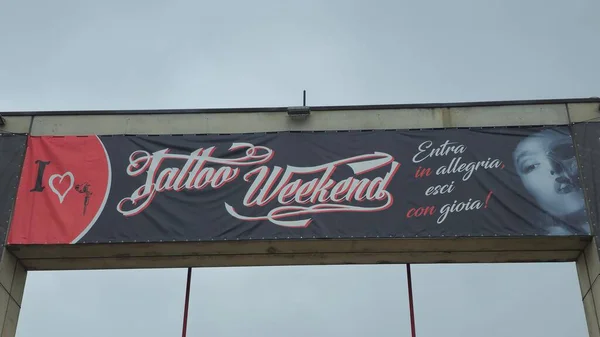 I
Tattoo Weekend
Entra
in allegria,
esci
con gioia!